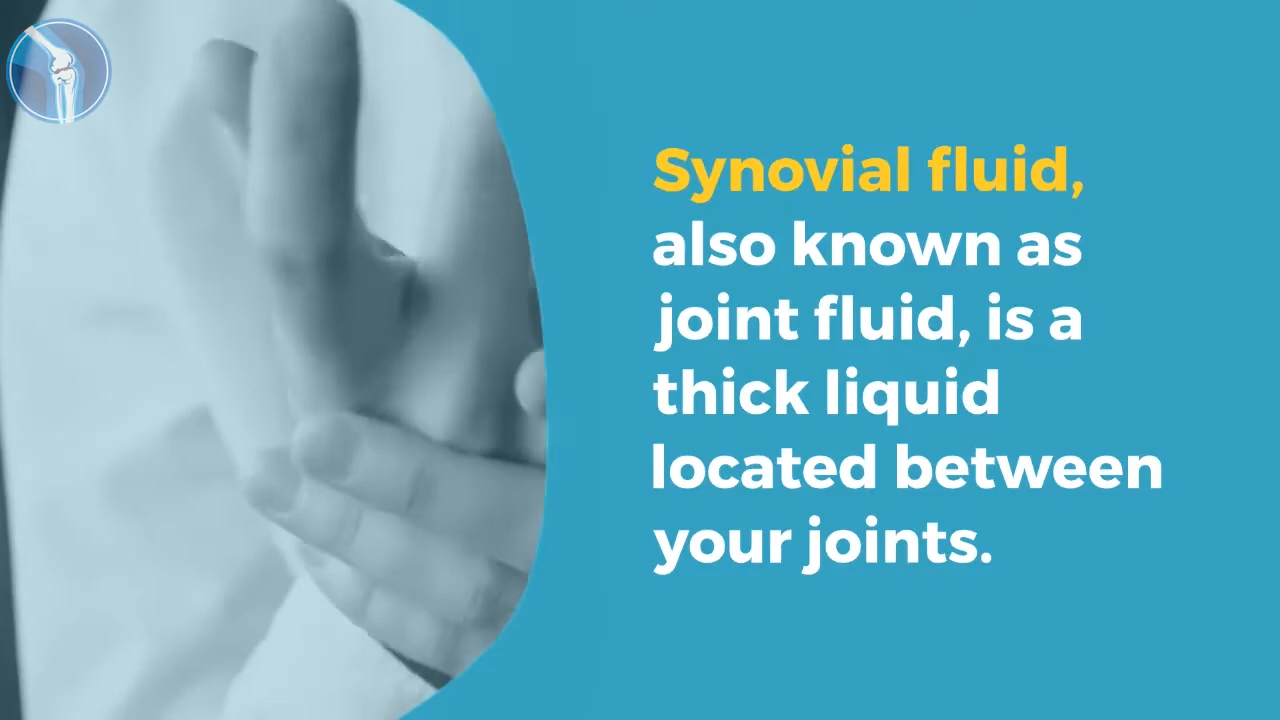 Synovial fluid,
also known as
joint fluid, is a
thick liquid
located between
your joints.